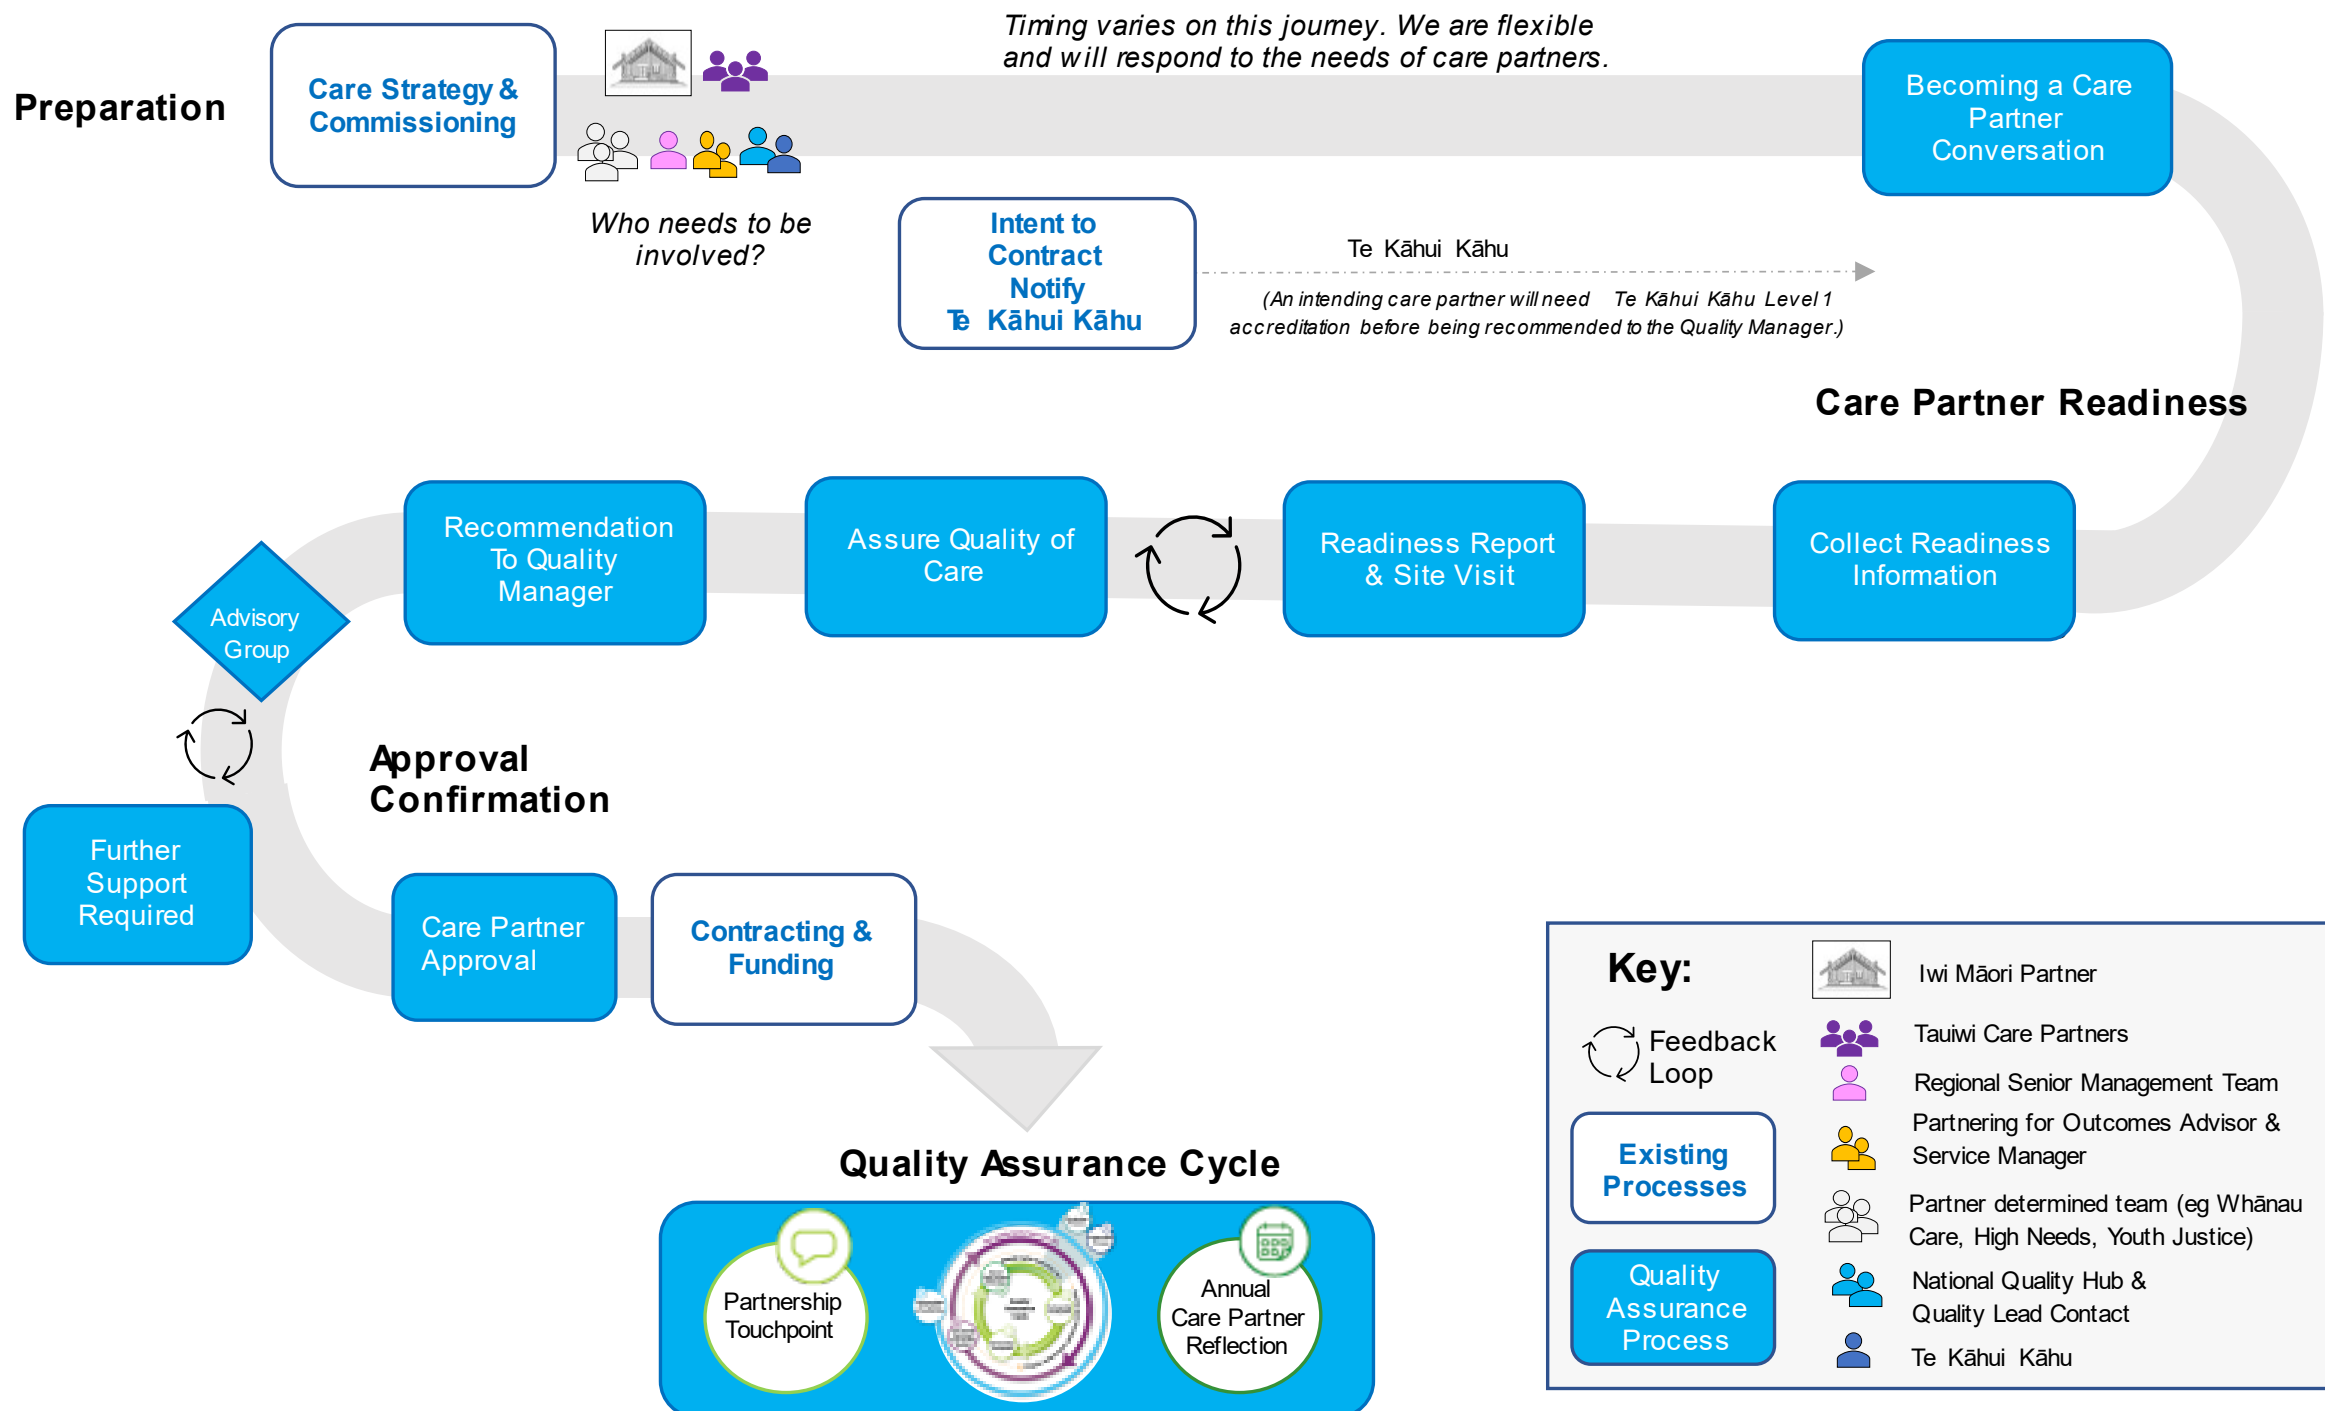 Timing varies on this journey. We are flexible
and will respond to the needs of care partners.
Preparation
Care Strategy &
Commissioning
Becoming a Care
Partner
Conversation
Who needs to be
involved?
Intent to
Contract
Notify
Te Kāhui Kāhu
Te Kāhui Kāhu
(An intending care partner will need Te Kāhui Kāhu Level 1
accreditation before being recommended to the Quality Manager.)
Care Partner Readiness
Recommendation
To Quality
Manager
Assure Quality of
Care
Readiness Report
& Site Visit
Collect Readiness
Information
Advisory
Group
Approval
Confirmation
Further
Support
Required
Care Partner
Approval
Contracting &
Funding
Quality Assurance Cycle
Partnership
Touchpoint
Annual
Care Partner
Reflection
Key:
Feedback
Loop
Existing
Processes
Quality
Assurance
Process
Iwi Māori Partner
Tauiwi Care Partners
Regional Senior Management Team
Partnering for Outcomes Advisor &
Service Manager
Partner determined team (eg Whānau
Care, High Needs, Youth Justice)
National Quality Hub &
Quality Lead Contact
Te Kāhui Kāhu